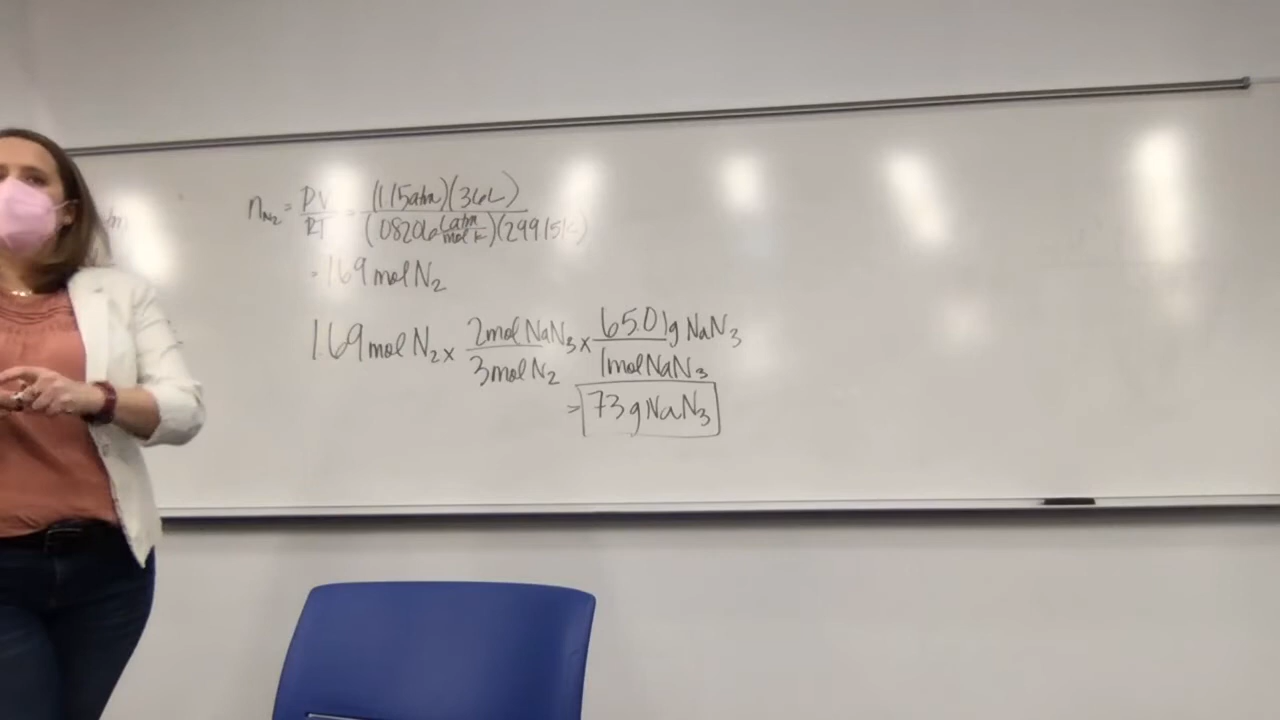 n_N₂ = PV/RT = (1.15atm)(36L)/(.08206 L atm/mol K)(299.15K)
= 1.69 mol N₂
1.69 mol N₂ x 2mol NaN₃/3mol N₂ x 65.01g NaN₃/1mol NaN₃
= 73 g NaN₃